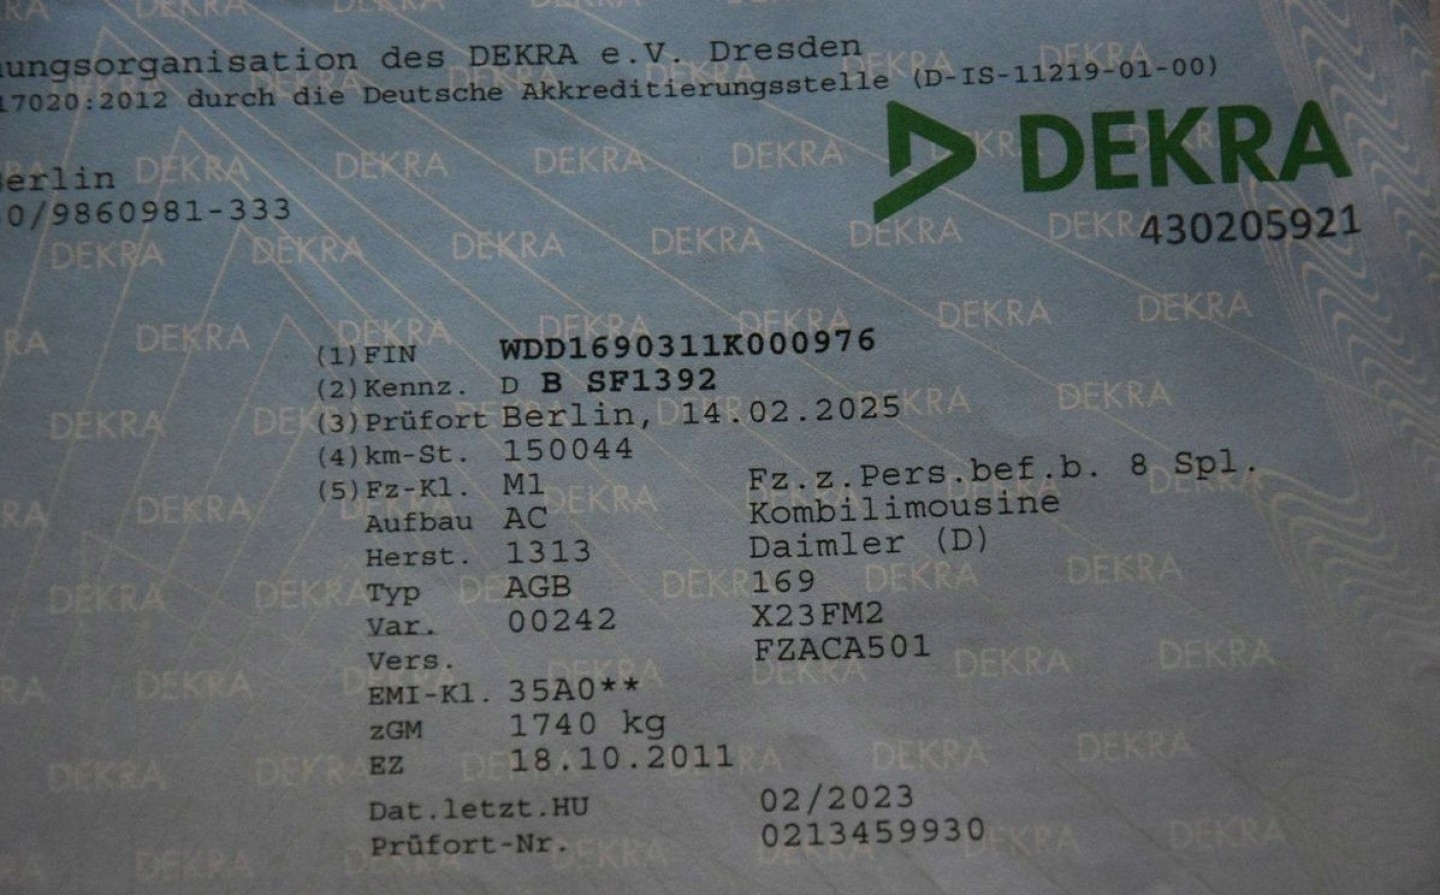 ungsorganisation des DEKRA e.V. Dresden
17020:2012 durch die Deutsche Akkreditierungsstelle (D-IS-11219-01-00)
DEKRA
Berlin
0/9860981-333
430205921
(1) FIN WDD1690311K000976
(2) Kennz. D B SF1392
(3) Prüfort Berlin, 14.02.2025
(4) km-St. 150044
(5) Fz-Kl. M1 Fz.z.Pers.bef.b. 8 Spl.
Aufbau AC Kombilimousine
Herst. 1313 Daimler (D)
Typ AGB 169
Var. 00242 X23FM2
Vers. FZACA501
EMI-Kl. 35A0**
zGM 1740 kg
EZ 18.10.2011
Dat.letzt.HU 02/2023
Prüfort-Nr. 0213459930